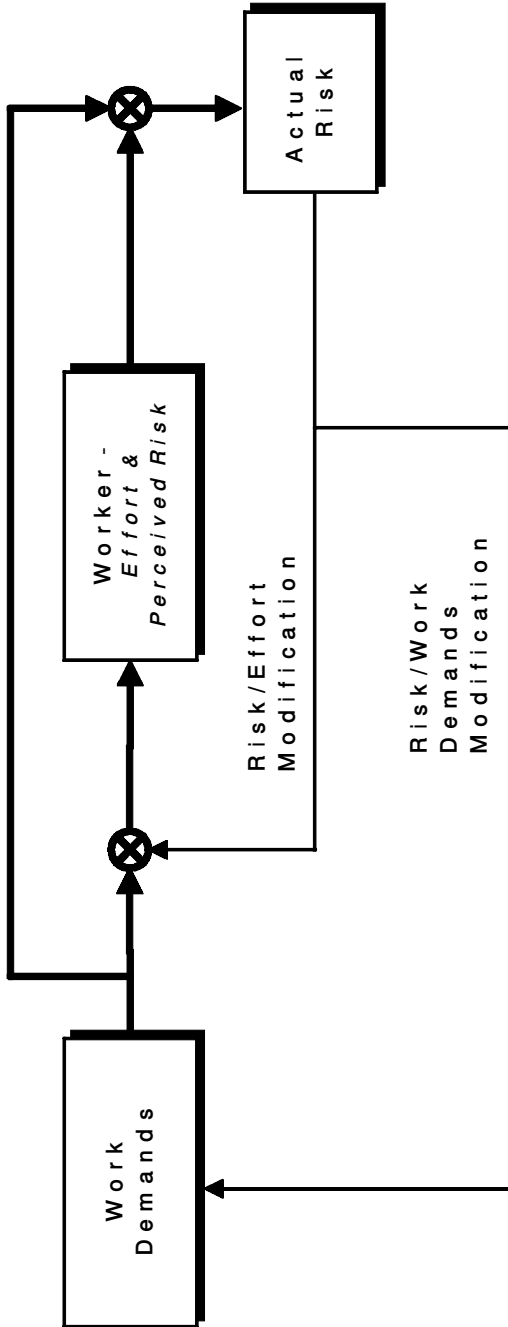 Work
Demands
Worker -
Effort &
Perceived Risk
Actual
Risk
Risk/Effort
Modification
Risk/Work
Demands
Modification